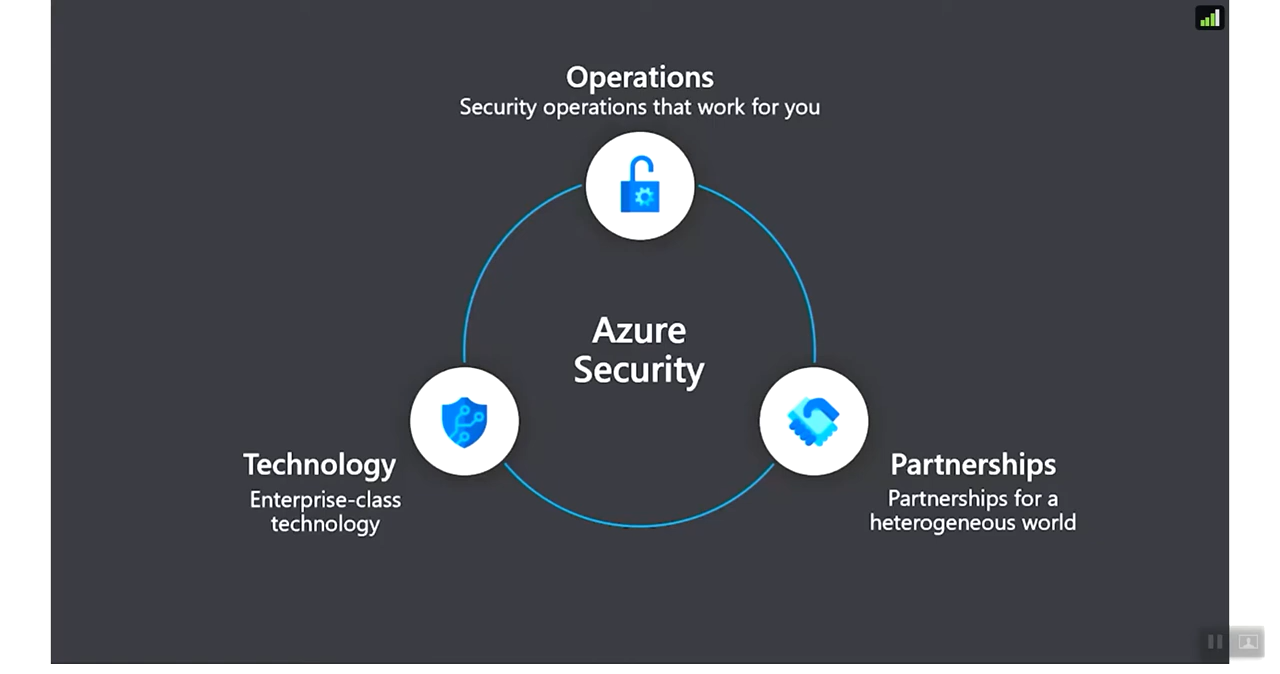 Operations
Security operations that work for you
Azure
Security
Technology
Enterprise-class
technology
Partnerships
Partnerships for a
heterogeneous world